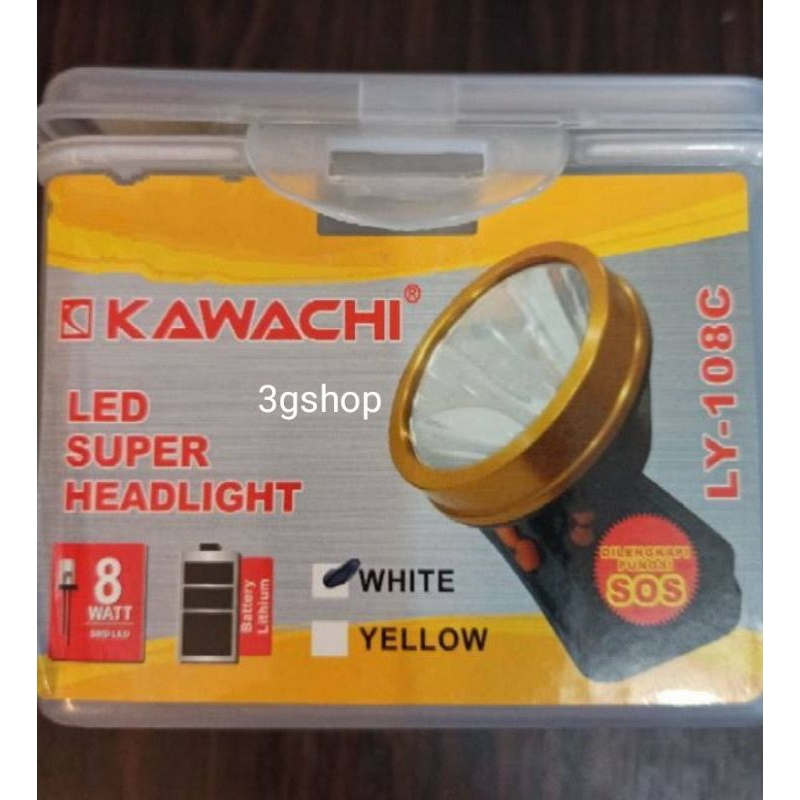 KAWACHI®
LY-108C
3gshop
LED
SUPER
HEADLIGHT
8
WATT
SMD LED
Battery
Lithium
WHITE
YELLOW
DILENGKAPI
FUNGSI
SOS